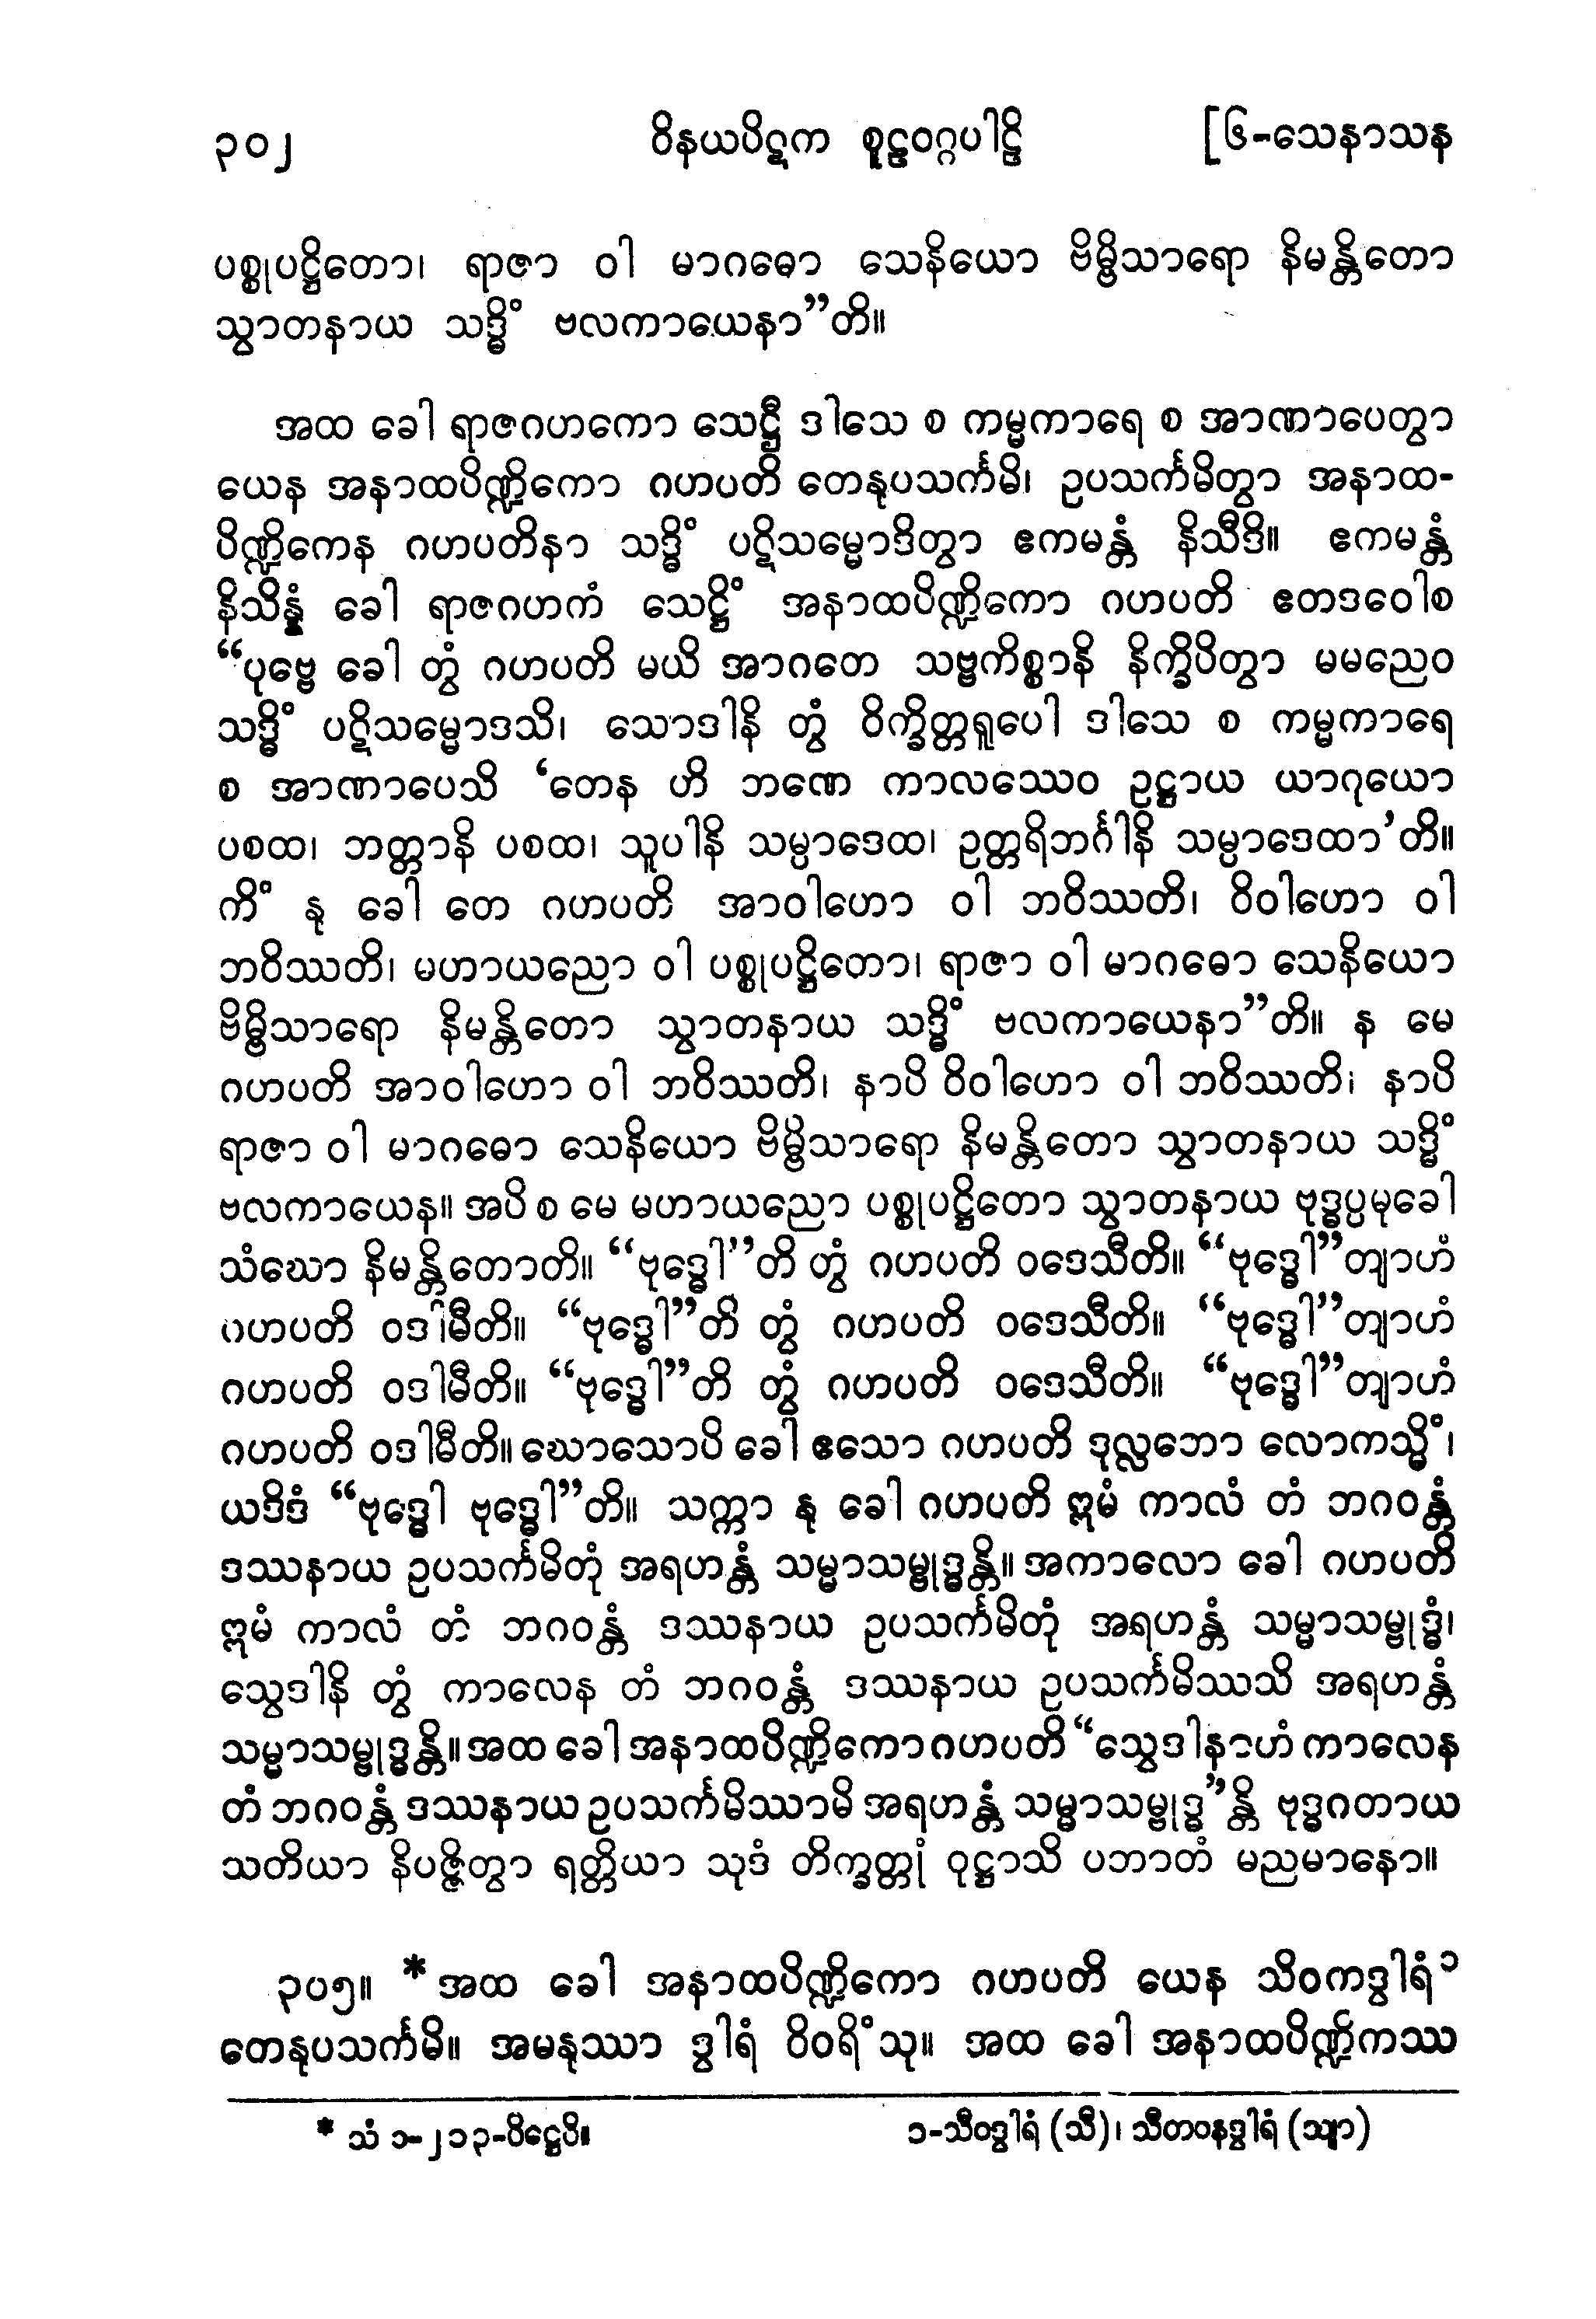 ၃၀၂ ဝိနယပိဋက စူဠဝဂ္ဂပါဠိ [၆-သေနာသန
ပစ္စုပဋ္ဌိတော၊ ရာဇာ ဝါ မာဂဓော သေနိယော ဗိမ္ဗိသာရော နိမန္တိတော
သွာတနာယ သဒ္ဓိံ ဗလကာယေနာ”တိ။
အထ ခေါ ရာဇဂဟကော သေဋ္ဌီ ဒါသေ စ ကမ္မကာရေ စ အာဏာပေတွာ
ယေန အနာထပိဏ္ဍိကော ဂဟပတိ တေနုပသင်္ကမိ၊ ဥပသင်္ကမိတွာ အနာထ-
ပိဏ္ဍိကေန ဂဟပတိနာ သဒ္ဓိံ ပဋိသမ္မောဒိတွာ ဧကမန္တံ နိသီဒိ။ ဧကမန္တံ
နိသိန္နံ ခေါ ရာဇဂဟကံ သေဋ္ဌိံ အနာထပိဏ္ဍိကော ဂဟပတိ ဧတဒဝေါစ
“ပုဗ္ဗေ ခေါ တွံ ဂဟပတိ မယိ အာဂတေ သဗ္ဗကိစ္စာနိ နိက္ခိပိတွာ မမညေဝ
သဒ္ဓိံ ပဋိသမ္မောဒသိ၊ သောဒါနိ တွံ ဝိက္ခိတ္တရူပေါ ဒါသေ စ ကမ္မကာရေ
စ အာဏာပေသိ ‘တေန ဟိ ဘဏေ ကာလဿေဝ ဥဋ္ဌာယ ယာဂုယော
ပစထ၊ ဘတ္တာနိ ပစထ၊ သူပါနိ သမ္ပာဒေထ၊ ဥတ္တရိဘင်္ဂါနိ သမ္ပာဒေထာ’တိ။
ကိံ နု ခေါ တေ ဂဟပတိ အာဝါဟော ဝါ ဘဝိဿတိ၊ ဝိဝါဟော ဝါ
ဘဝိဿတိ၊ မဟာယညော ဝါ ပစ္စုပဋ္ဌိတော၊ ရာဇာ ဝါ မာဂဓော သေနိယော
ဗိမ္ဗိသာရော နိမန္တိတော သွာတနာယ သဒ္ဓိံ ဗလကာယေနာ”တိ။ န မေ
ဂဟပတိ အာဝါဟော ဝါ ဘဝိဿတိ၊ နာပိ ဝိဝါဟော ဝါ ဘဝိဿတိ၊ နာပိ
ရာဇာ ဝါ မာဂဓော သေနိယော ဗိမ္ဗိသာရော နိမန္တိတော သွာတနာယ သဒ္ဓိံ
ဗလကာယေန။ အပိ စ မေ မဟာယညော ပစ္စုပဋ္ဌိတော သွာတနာယ ဗုဒ္ဓပ္ပမုခေါ
သံဃော နိမန္တိတောတိ။ “ဗုဒ္ဓေါ”တိ တွံ ဂဟပတိ ဝဒေသီတိ။ “ဗုဒ္ဓေါ”တျာဟံ
ဂဟပတိ ဝဒါမီတိ။ “ဗုဒ္ဓေါ”တိ တွံ ဂဟပတိ ဝဒေသီတိ။ “ဗုဒ္ဓေါ”တျာဟံ
ဂဟပတိ ဝဒါမီတိ။ “ဗုဒ္ဓေါ”တိ တွံ ဂဟပတိ ဝဒေသီတိ။ “ဗုဒ္ဓေါ”တျာဟံ
ဂဟပတိ ဝဒါမီတိ။ ဃောသောပိ ခေါ ဧသော ဂဟပတိ ဒုလ္လဘော လောကသ္မိံ၊
ယဒိဒံ “ဗုဒ္ဓေါ ဗုဒ္ဓေါ”တိ။ သက္ကာ နု ခေါ ဂဟပတိ ဣမံ ကာလံ တံ ဘဂဝန္တံ
ဒဿနာယ ဥပသင်္ကမိတုံ အရဟန္တံ သမ္မာသမ္ဗုဒ္ဓန္တိ။ အကာလော ခေါ ဂဟပတိ
ဣမံ ကာလံ တံ ဘဂဝန္တံ ဒဿနာယ ဥပသင်္ကမိတုံ အရဟန္တံ သမ္မာသမ္ဗုဒ္ဓံ၊
သွေဒါနိ တွံ ကာလေန တံ ဘဂဝန္တံ ဒဿနာယ ဥပသင်္ကမိဿသိ အရဟန္တံ
သမ္မာသမ္ဗုဒ္ဓန္တိ။ အထ ခေါ အနာထပိဏ္ဍိကော ဂဟပတိ “သွေဒါနာဟံ ကာလေန
တံ ဘဂဝန္တံ ဒဿနာယ ဥပသင်္ကမိဿာမိ အရဟန္တံ သမ္မာသမ္ဗုဒ္ဓ”န္တိ ဗုဒ္ဓဂတာယ
သတိယာ နိပဇ္ဇိတွာ ရတ္တိယာ သုဒံ တိက္ခတ္တုံ ဝုဋ္ဌာသိ ပဘာတံ မညမာနော။
၃၀၅။ * အထ ခေါ အနာထပိဏ္ဍိကော ဂဟပတိ ယေန သိဝကဒွါရံ၁
တေနုပသင်္ကမိ။ အမနုဿာ ဒွါရံ ဝိဝရိံသု။ အထ ခေါ အနာထပိဏ္ဍိကဿ
* သံ ၁-၂၁၃-ပိဋ္ဌေပိ။ ၁-သီဝဒွါရံ (သီ)၊ သီတဝနဒွါရံ (သျာ)